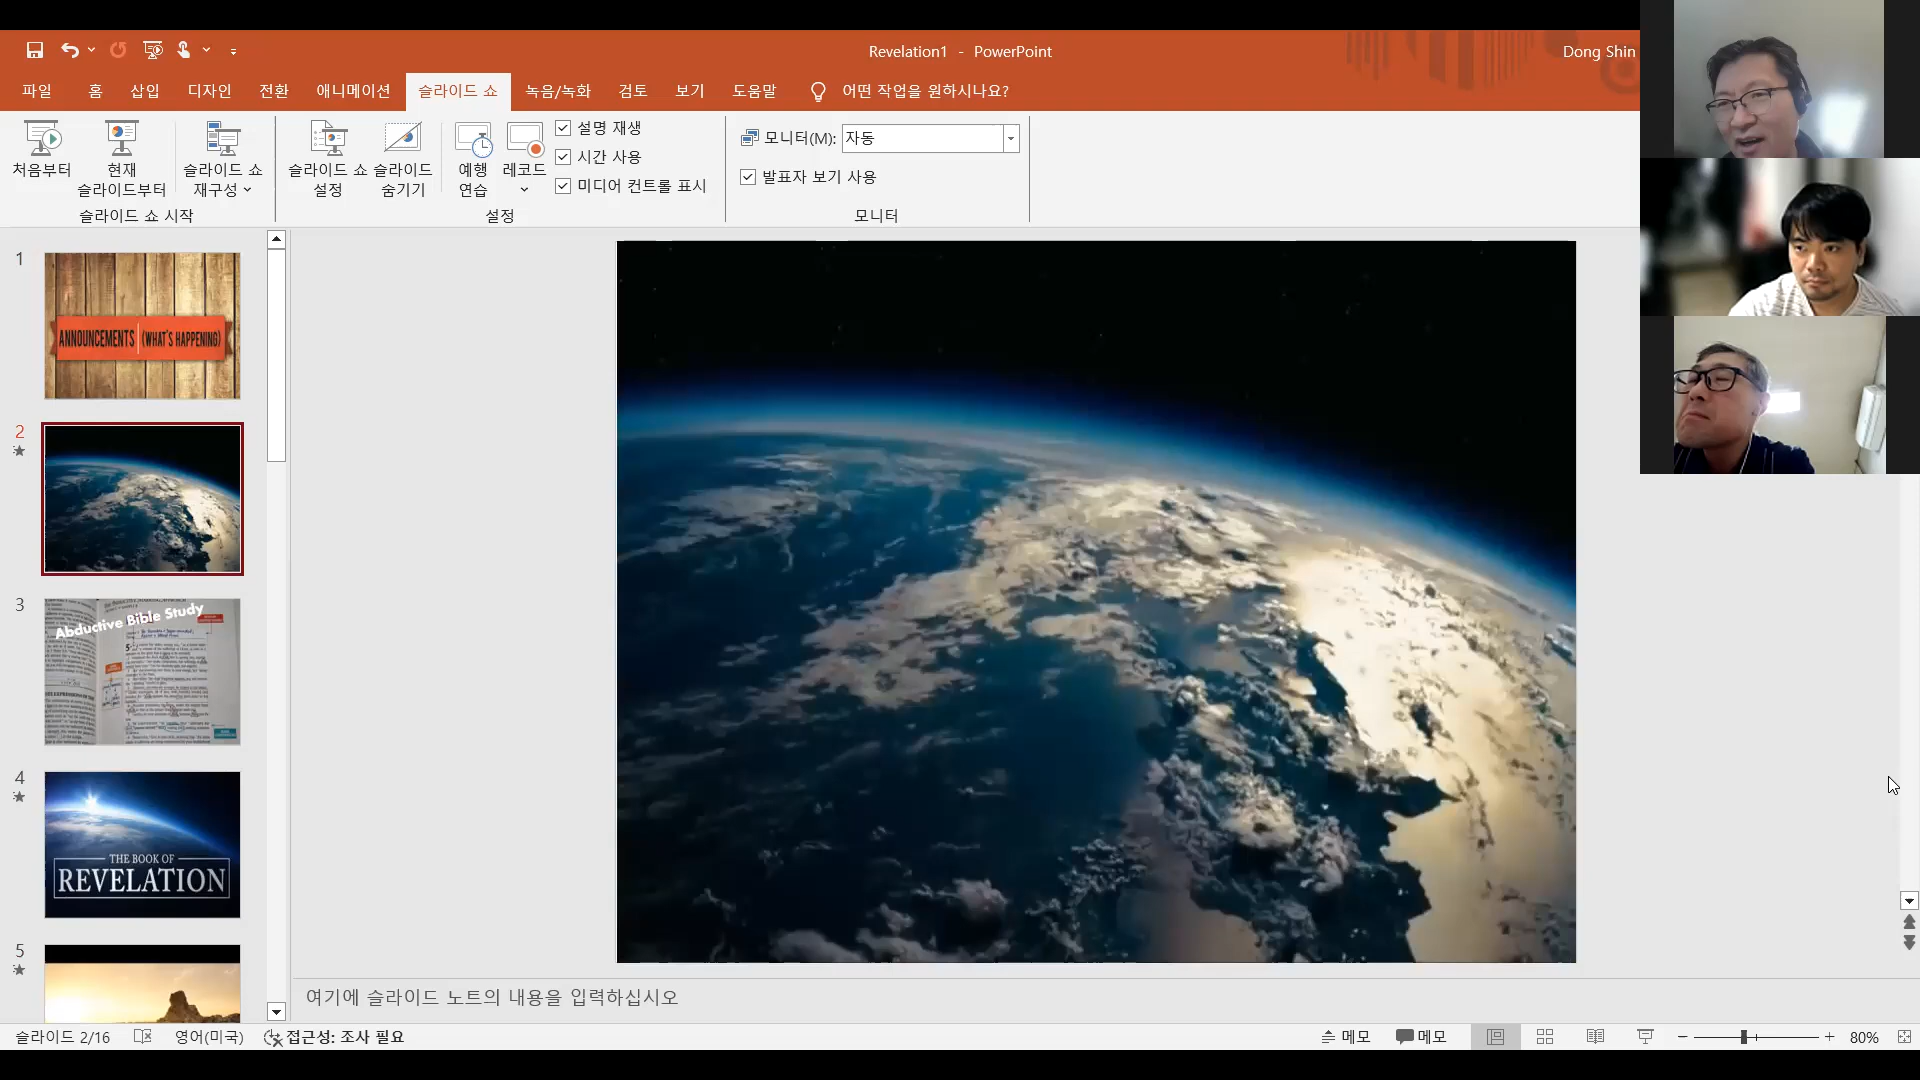 Revelation1 - PowerPoint
Dong Shin
파일 홈 삽입 디자인 전환 애니메이션 슬라이드 쇼 녹음/녹화 검토 보기 도움말 어떤 작업을 원하시나요?
처음부터
현재
슬라이드부터
슬라이드 쇼
재구성
슬라이드 쇼 시작
슬라이드 쇼
설정
슬라이드
숨기기
예행
연습
레코드
설명 재생
시간 사용
미디어 컨트롤 표시
설정
모니터(M): 자동
발표자 보기 사용
모니터
1
ANNOUNCEMENTS (WHAT'S HAPPENING)
2
3
Abductive Bible Study
4
THE BOOK OF
REVELATION
5
여기에 슬라이드 노트의 내용을 입력하십시오
슬라이드 2/16 영어(미국) 접근성: 조사 필요 메모 메모 80%